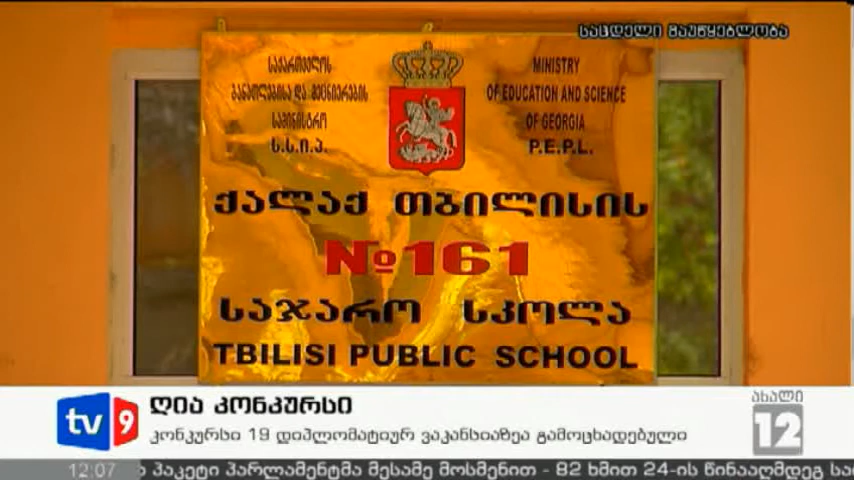 საცდელი მაუწყებლობა
საქართველოს
განათლებისა და მეცნიერების
სამინისტრო
ს.ს.ი.პ.
MINISTRY
OF EDUCATION AND SCIENCE
OF GEORGIA
P.E.P.L.
ქალაქ თბილისის
№161
საჯარო სკოლა
TBILISI PUBLIC SCHOOL
tv9
ღია კონკურსი
კონკურსი 19 დიპლომატიურ ვაკანსიაზეა გამოცხადებული
ახალი
12
12:07
პაკეტი პარლამენტმა მესამე მოსმენით - 82 ხმით 24-ის წინააღმდეგ